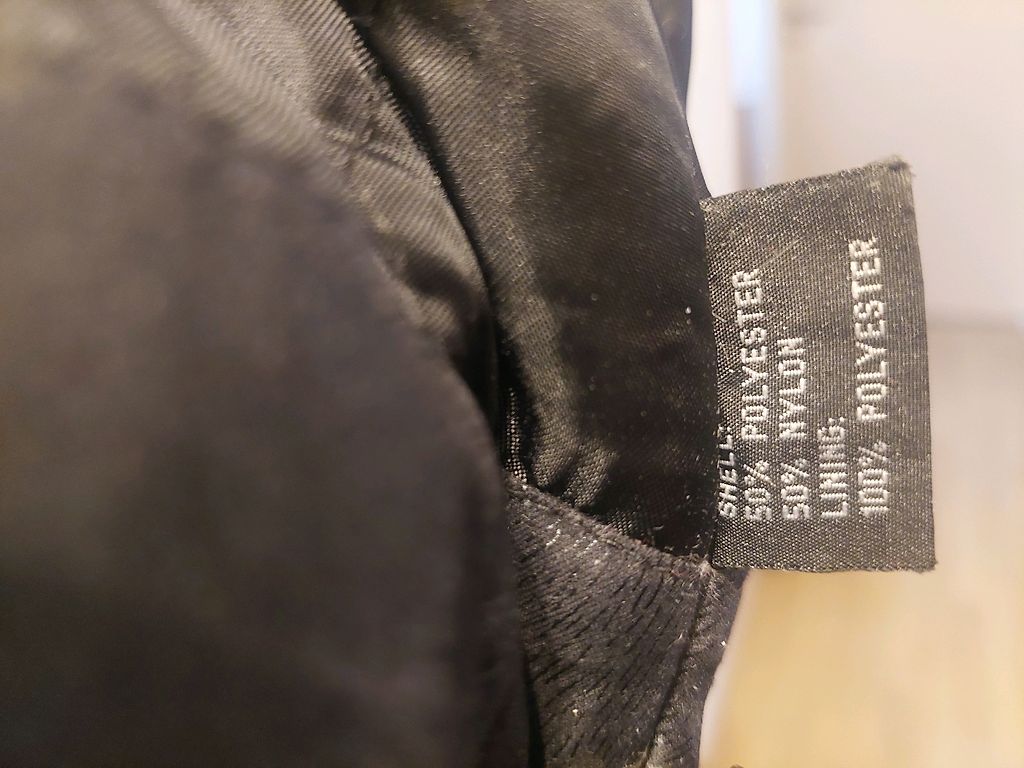 SHELL:
50% POLYESTER
50% NYLON
LINING:
100% POLYESTER